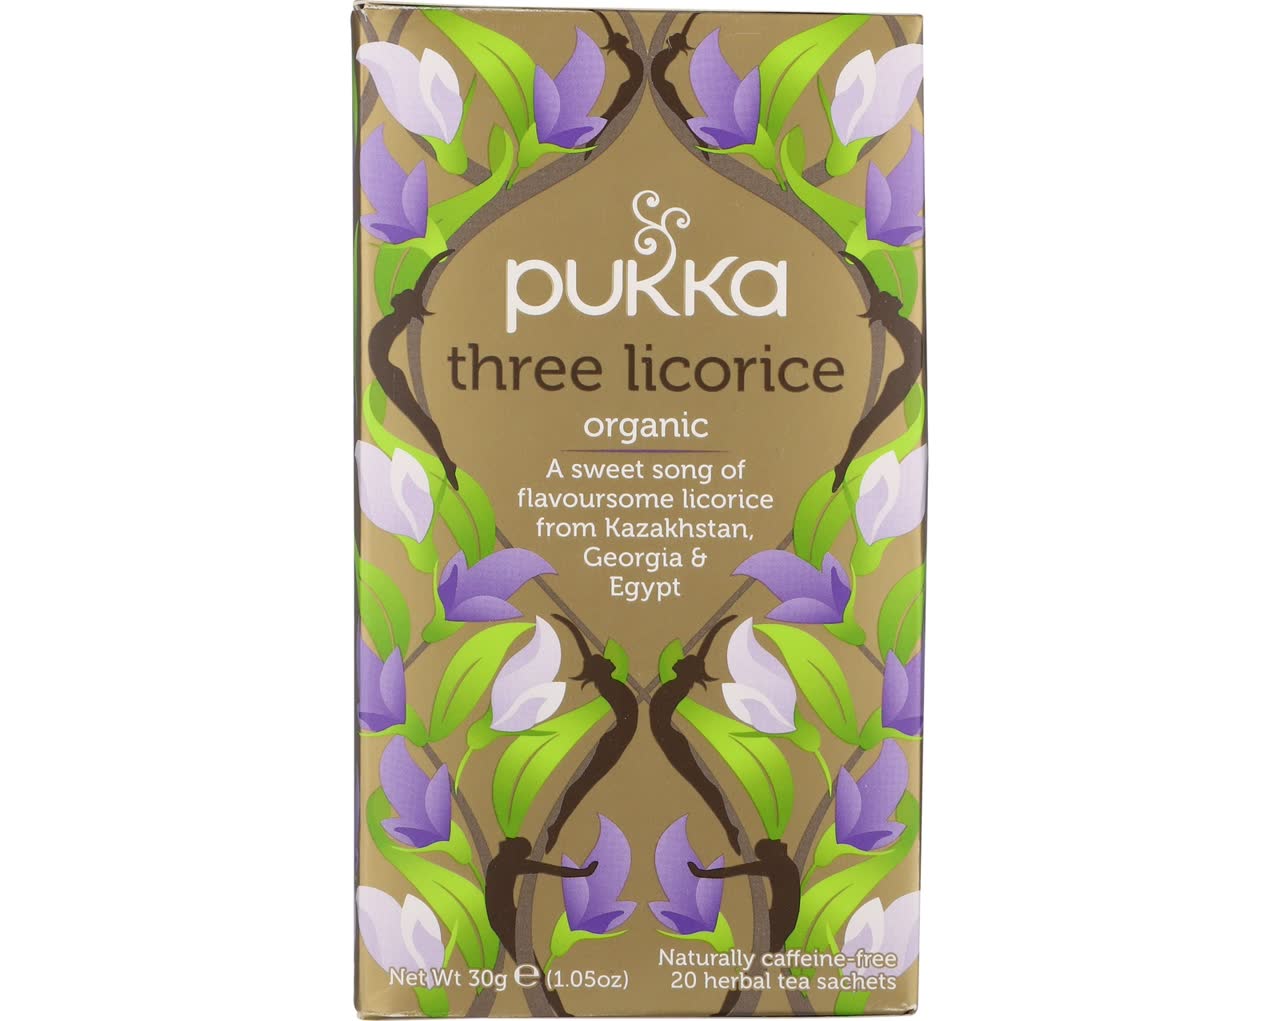 pukka
three licorice
organic
A sweet song of
flavoursome licorice
from Kazakhstan,
Georgia &
Egypt
Net Wt 30g ℮ (1.05oz)
Naturally caffeine-free
20 herbal tea sachets